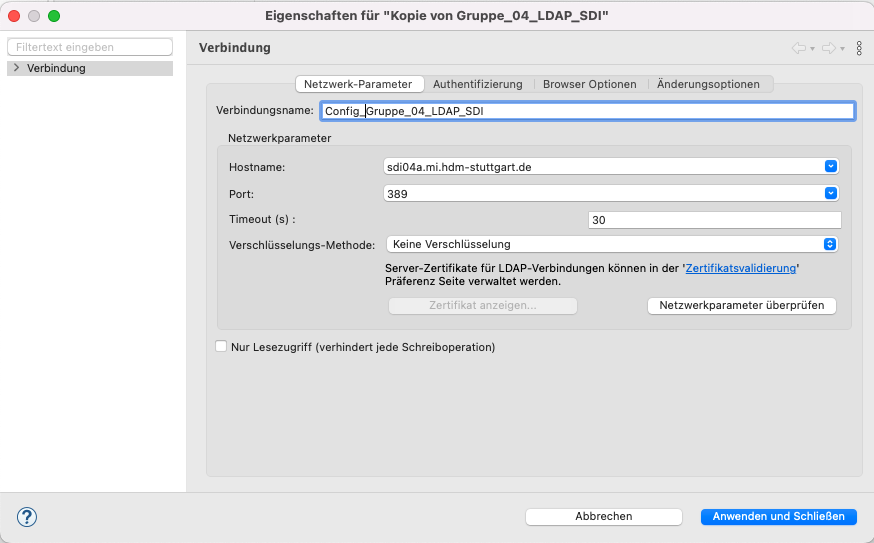 Eigenschaften für "Kopie von Gruppe_04_LDAP_SDI"
Filtertext eingeben
Verbindung
Verbindung
Netzwerk-Parameter
Authentifizierung
Browser Optionen
Änderungsoptionen
Verbindungsname:
Config_Gruppe_04_LDAP_SDI
Netzwerkparameter
Hostname:
sdi04a.mi.hdm-stuttgart.de
Port:
389
Timeout (s) :
30
Verschlüsselungs-Methode:
Keine Verschlüsselung
Server-Zertifikate für LDAP-Verbindungen können in der 'Zertifikatsvalidierung'
Präferenz Seite verwaltet werden.
Zertifikat anzeigen...
Netzwerkparameter überprüfen
Nur Lesezugriff (verhindert jede Schreiboperation)
?
Abbrechen
Anwenden und Schließen